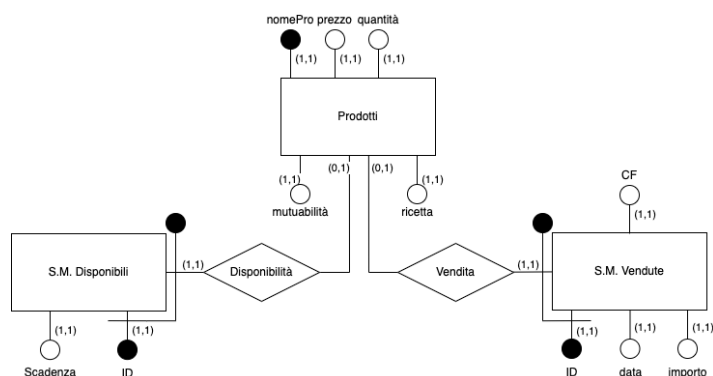 nomePro prezzo quantità
(1,1) (1,1) (1,1)
Prodotti
(1,1) (0,1) (0,1) (1,1)
mutuabilità ricetta
CF
(1,1)
S.M. Disponibili (1,1) Disponibilità Vendita (1,1) S.M. Vendute
(1,1) (1,1) (1,1) (1,1) (1,1)
Scadenza ID ID data importo